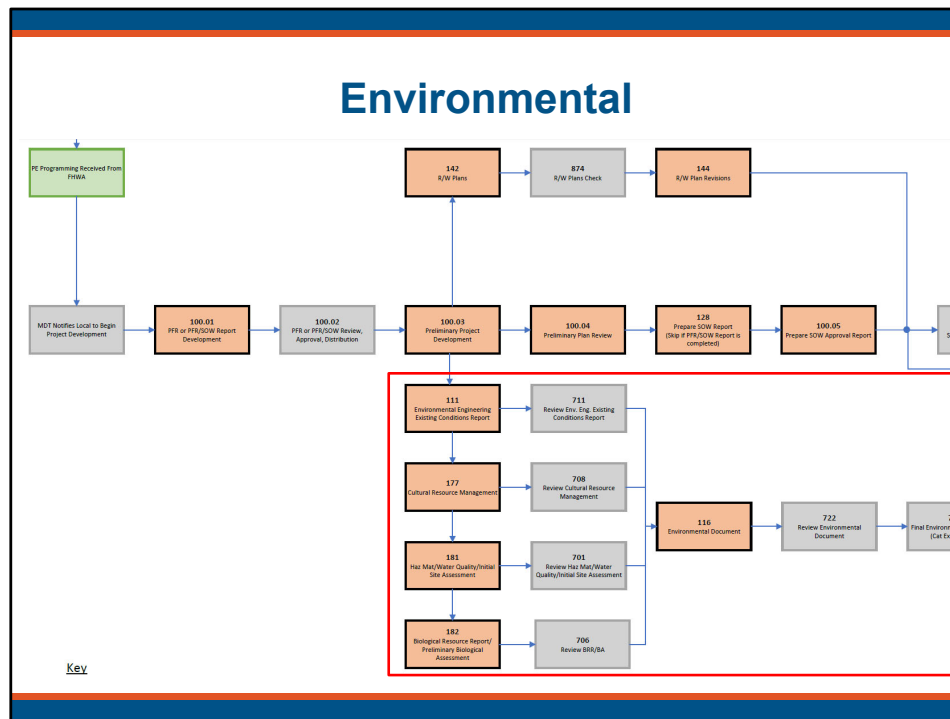 Environmental
PE Programming Received From
FHWA
142
R/W Plans
874
R/W Plans Check
144
R/W Plan Revisions
MDT Notifies Local to Begin
Project Development
100.01
PFR or PFR/SOW Report
Development
100.02
PFR or PFR/SOW Review,
Approval, Distribution
100.03
Preliminary Project
Development
100.04
Preliminary Plan Review
128
Prepare SOW Report
(Skip if PFR/SOW Report is
completed)
100.05
Prepare SOW Approval Report
S
111
Environmental Engineering
Existing Conditions Report
711
Review Env. Eng. Existing
Conditions Report
177
Cultural Resource Management
708
Review Cultural Resource
Management
181
Haz Mat/Water Quality/Initial
Site Assessment
701
Review Haz Mat/Water
Quality/Initial Site Assessment
182
Biological Resource Report/
Preliminary Biological
Assessment
706
Review BRR/BA
116
Environmental Document
722
Review Environmental
Document
7
Final Environm
(Cat Ex
Key